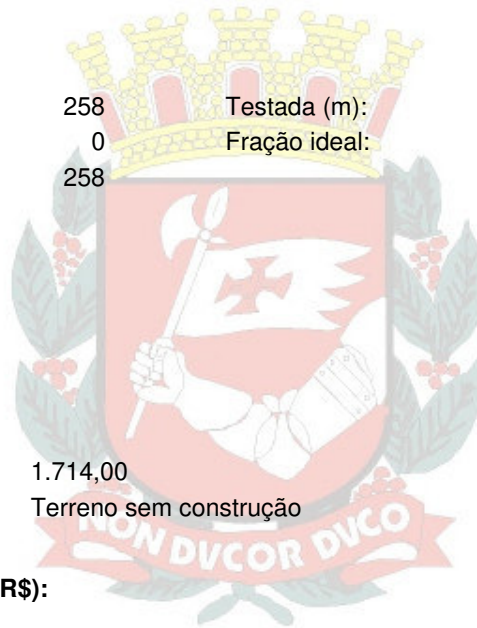 258 Testada (m):
0 Fração ideal:
258
1.714,00
Terreno sem construção
NON DVCOR DVCO
R$):